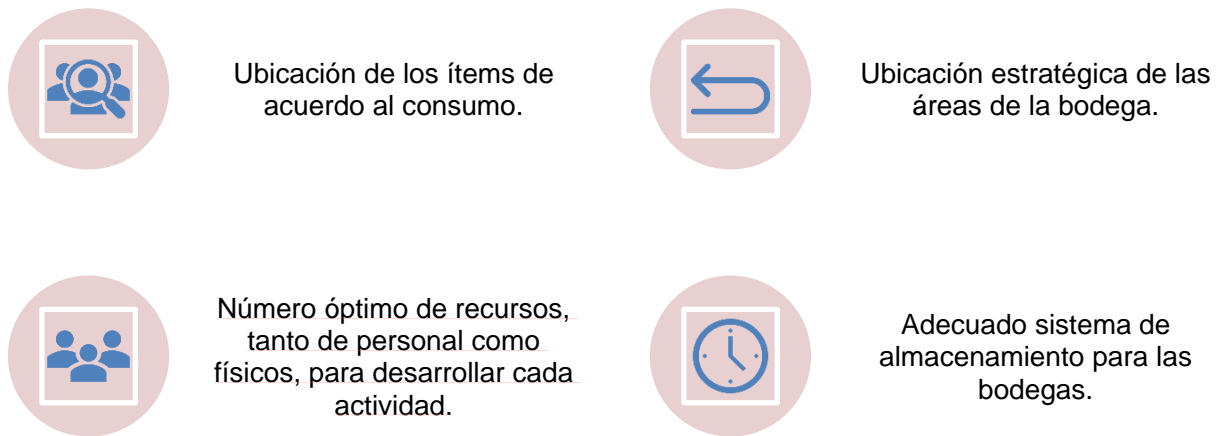 Ubicación de los ítems de
acuerdo al consumo.
Ubicación estratégica de las
áreas de la bodega.
Número óptimo de recursos,
tanto de personal como
físicos, para desarrollar cada
actividad.
Adecuado sistema de
almacenamiento para las
bodegas.